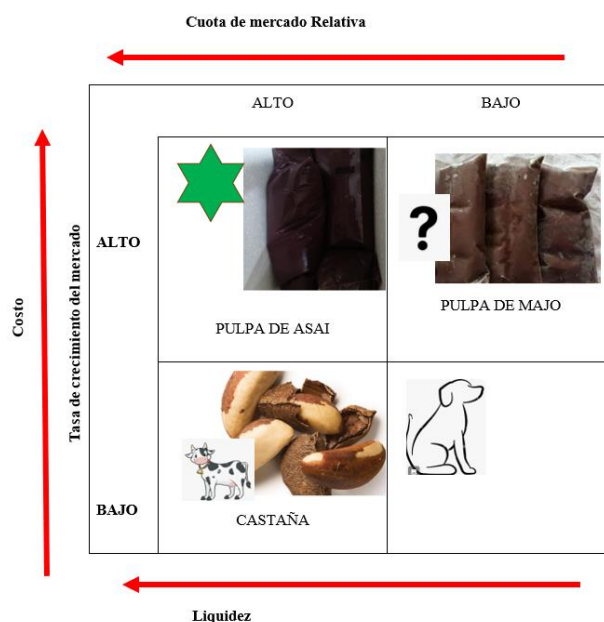 Cuota de mercado Relativa
ALTO
BAJO
Costo
Tasa de crecimiento del mercado
ALTO
?
PULPA DE ASAI
PULPA DE MAJO
BAJO
CASTAÑA
Liquidez